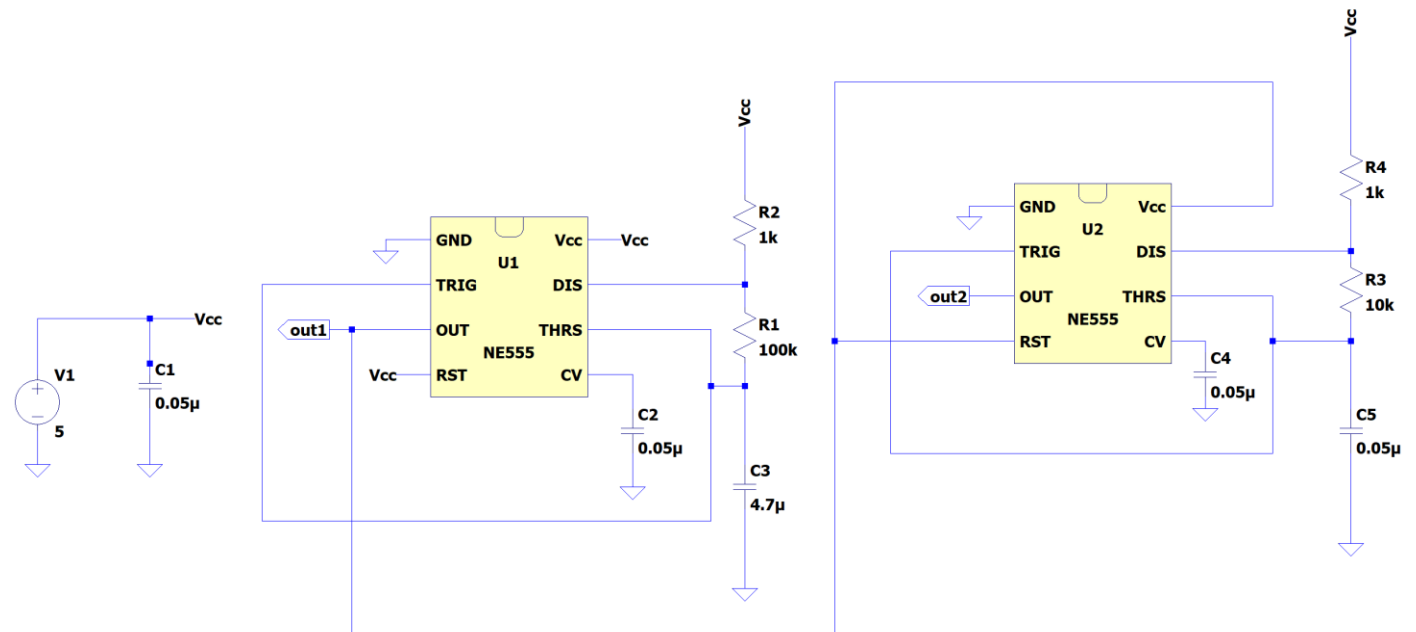 Vcc
V1
5
C1
0.05µ
out1
Vcc
GND
TRIG
OUT
RST
U1
NE555
Vcc
DIS
THRS
CV
Vcc
Vcc
R2
1k
R1
100k
C2
0.05µ
C3
4.7µ
out2
GND
TRIG
OUT
RST
U2
NE555
Vcc
DIS
THRS
CV
Vcc
R4
1k
R3
10k
C4
0.05µ
C5
0.05µ